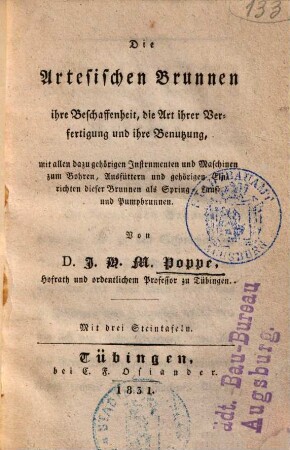 133
Die
Artesischen Brunnen
ihre Beschaffenheit, die Art ihrer Ver-
fertigung und ihre Benutzung,
mit allen dazu gehörigen Instrumenten und Maschinen
zum Bohren, Ausfüttern und gehörigen Ein-
richten dieser Brunnen als Spring-, Lauf-
und Pumpbrunnen.
Von
D. J. H. M. Poppe,
Hofrath und ordentlichem Professor zu Tübingen.
Mit drei Steintafeln.
Tübingen,
bei C. F. Osiander.
1831.
ädt. Bau-Bureau
Augsburg.